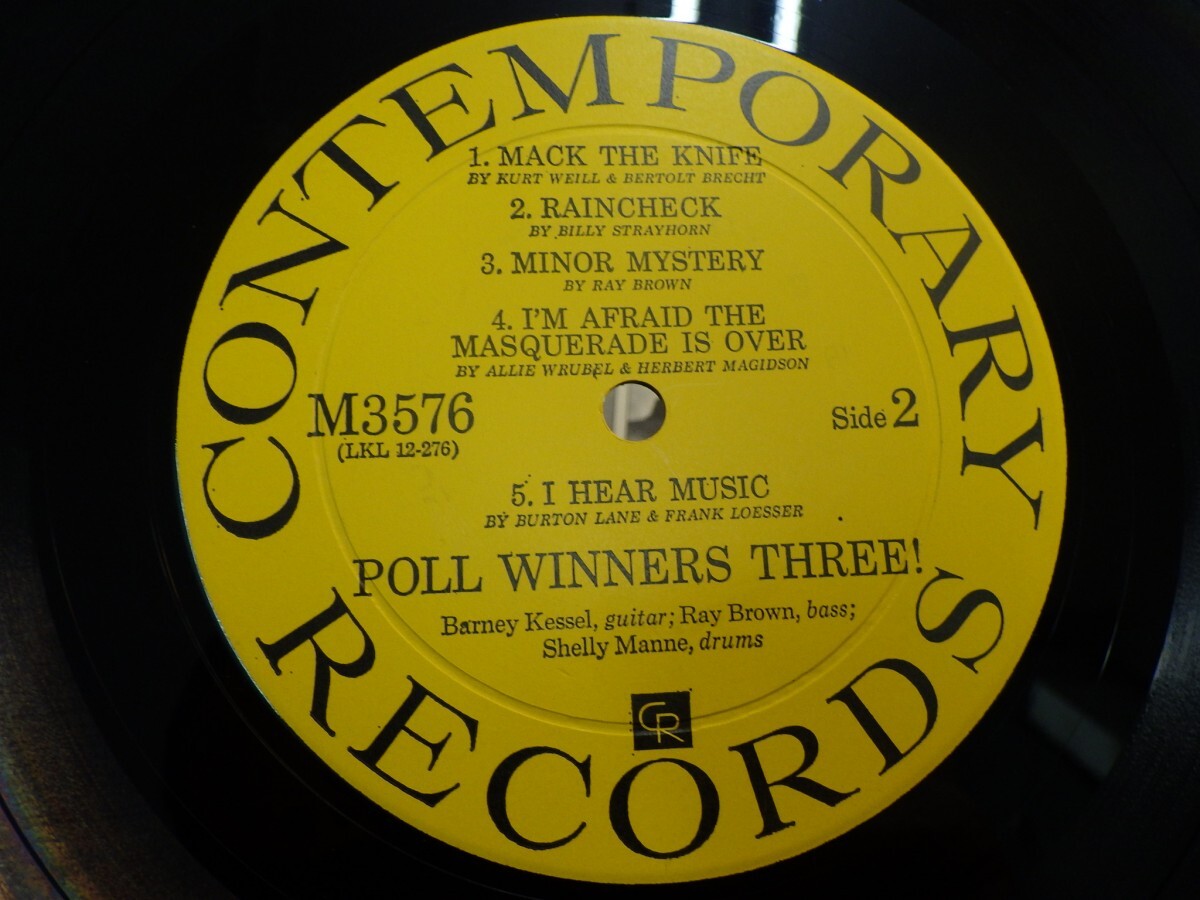 CONTEMPORARY
1. MACK THE KNIFE
BY KURT WEILL & BERTOLT BRECHT
2. RAINCHECK
BY BILLY STRAYHORN
3. MINOR MYSTERY
BY RAY BROWN
4. I'M AFRAID THE
MASQUERADE IS OVER
BY ALLIE WRUBEL & HERBERT MAGIDSON
M3576
(LKL 12-276)
Side 2
5. I HEAR MUSIC
BY BURTON LANE & FRANK LOESSER
POLL WINNERS THREE!
Barney Kessel, guitar; Ray Brown, bass;
Shelly Manne, drums
CR
RECORDS